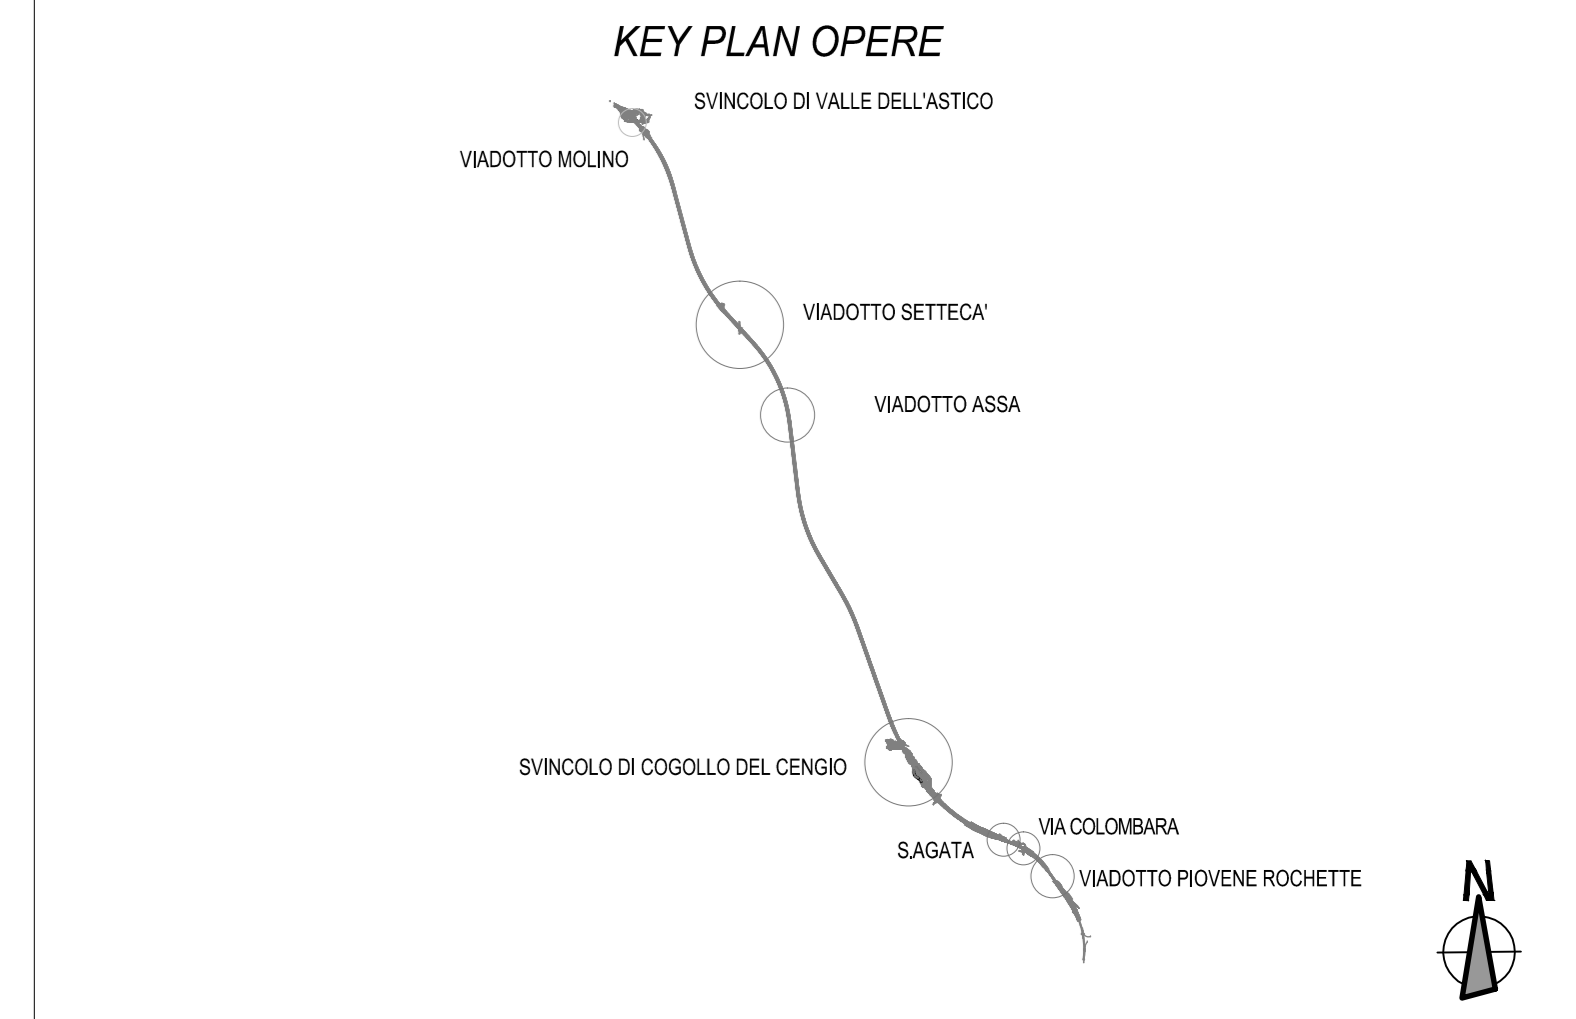 KEY PLAN OPERE
SVINCOLO DI VALLE DELL'ASTICO
VIADOTTO MOLINO
VIADOTTO SETTECA'
VIADOTTO ASSA
SVINCOLO DI COGOLLO DEL CENGIO
VIA COLOMBARA
S.AGATA
VIADOTTO PIOVENE ROCHETTE
N